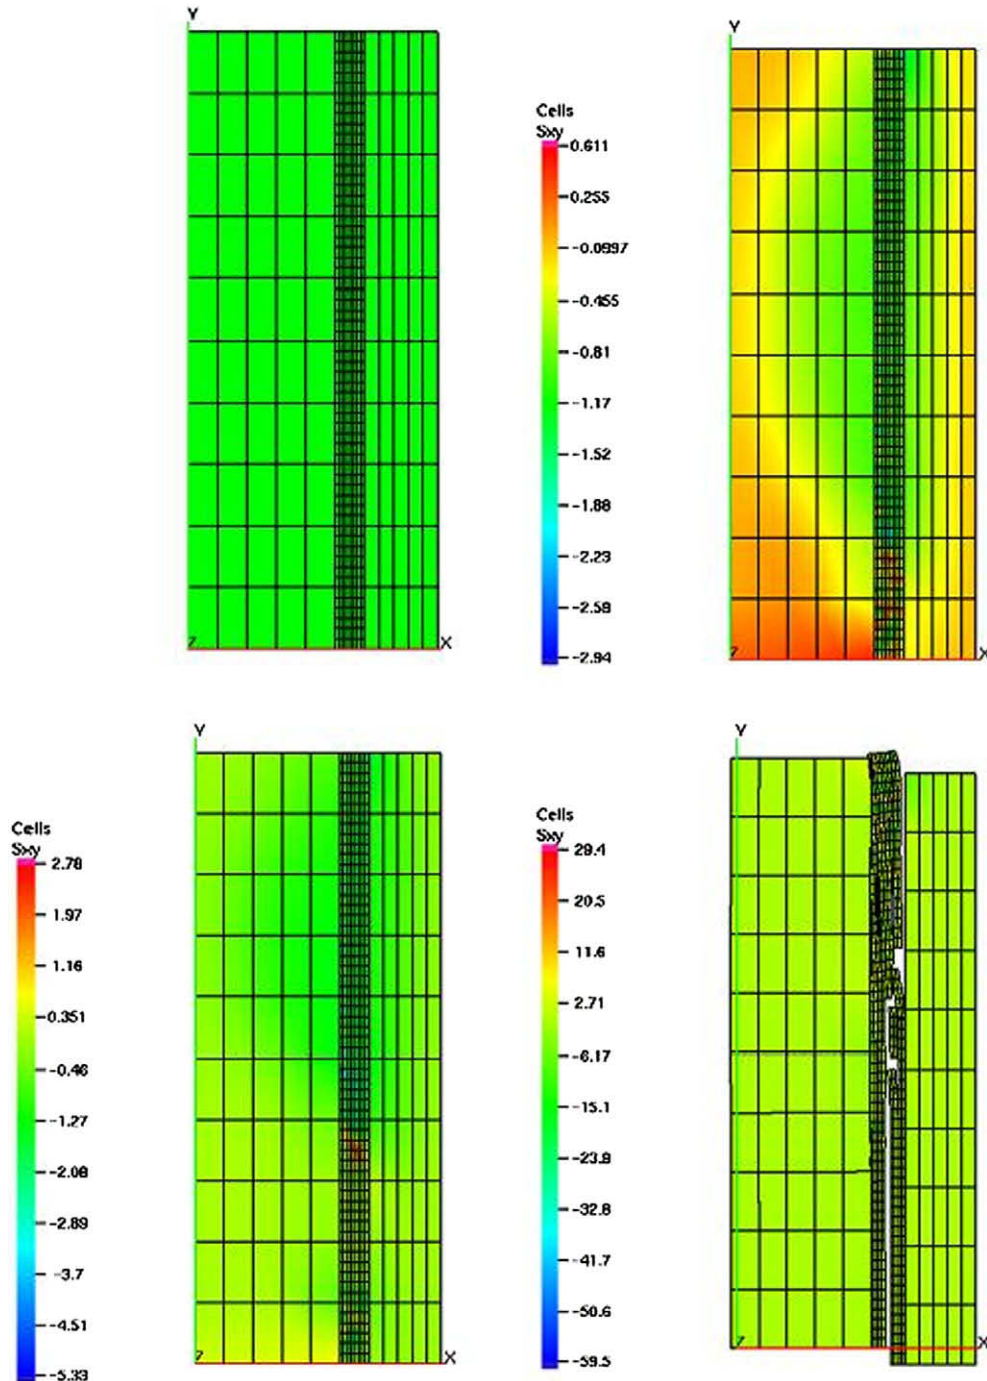 Y
Z
X
Cells
Sxy
0.611
0.255
-0.0997
-0.455
-0.81
-1.17
-1.52
-1.88
-2.23
-2.59
-2.94
Y
Z
X
Cells
Sxy
2.78
1.97
1.16
0.351
-0.46
-1.27
-2.08
-2.89
-3.7
-4.51
-5.33
Y
Z
X
Cells
Sxy
29.4
20.5
11.6
2.71
-6.17
-15.1
-23.9
-32.8
-41.7
-50.6
-59.5
Y
Z
X